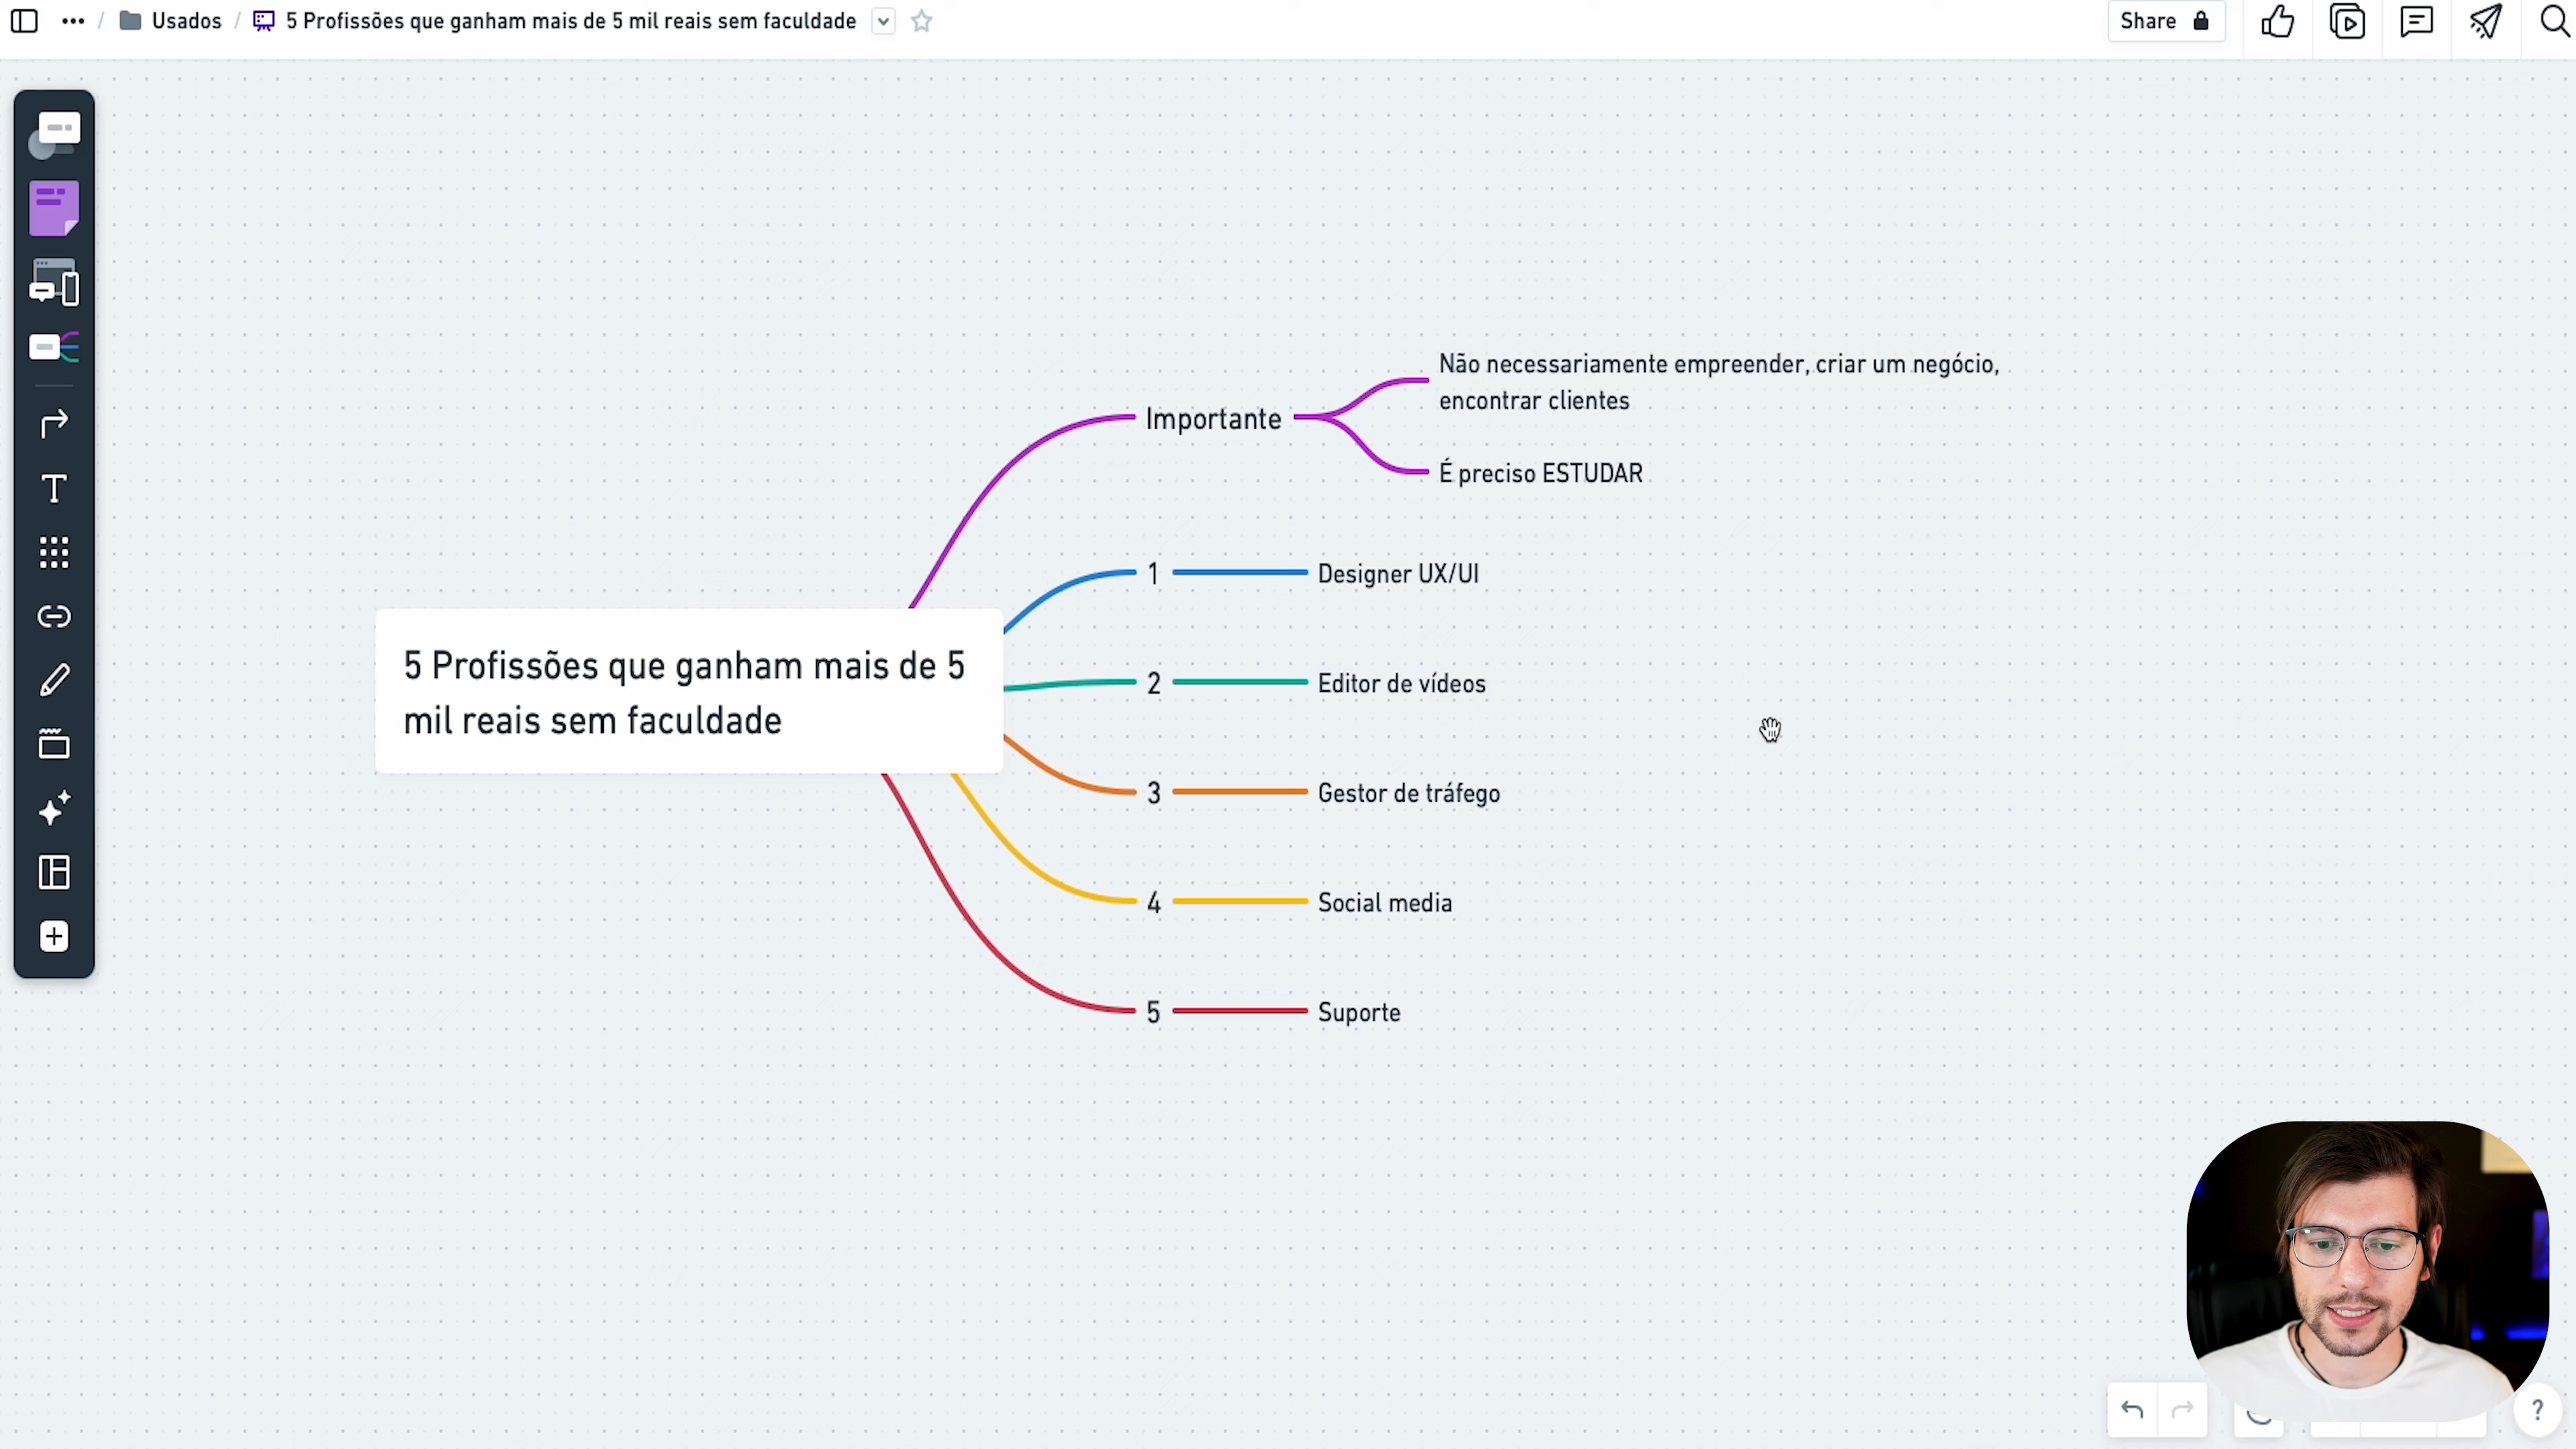 Usados / 5 Profissões que ganham mais de 5 mil reais sem faculdade
Share
Não necessariamente empreender, criar um negócio,
encontrar clientes
Importante
É preciso ESTUDAR
1 Designer UX/UI
5 Profissões que ganham mais de 5
mil reais sem faculdade
2 Editor de vídeos
3 Gestor de tráfego
4 Social media
5 Suporte
?